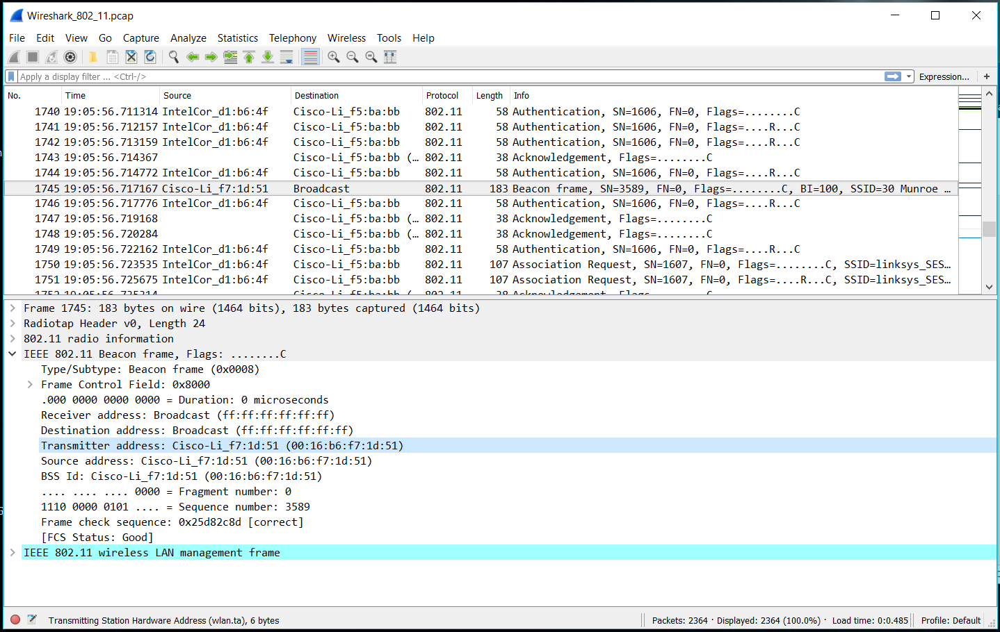 Wireshark_802_11.pcap
File Edit View Go Capture Analyze Statistics Telephony Wireless Tools Help
Apply a display filter ... <Ctrl-/> Expression... +
No. Time Source Destination Protocol Length Info
1740 19:05:56.711314 IntelCor_d1:b6:4f Cisco-Li_f5:ba:bb 802.11 58 Authentication, SN=1606, FN=0, Flags=........C
1741 19:05:56.712157 IntelCor_d1:b6:4f Cisco-Li_f5:ba:bb 802.11 58 Authentication, SN=1606, FN=0, Flags=....R...C
1742 19:05:56.713159 IntelCor_d1:b6:4f Cisco-Li_f5:ba:bb 802.11 58 Authentication, SN=1606, FN=0, Flags=....R...C
1743 19:05:56.714367 Cisco-Li_f5:ba:bb (… 802.11 38 Acknowledgement, Flags=........C
1744 19:05:56.714772 IntelCor_d1:b6:4f Cisco-Li_f5:ba:bb 802.11 58 Authentication, SN=1606, FN=0, Flags=....R...C
1745 19:05:56.717167 Cisco-Li_f7:1d:51 Broadcast 802.11 183 Beacon frame, SN=3589, FN=0, Flags=........C, BI=100, SSID=30 Munroe …
1746 19:05:56.717776 IntelCor_d1:b6:4f Cisco-Li_f5:ba:bb 802.11 58 Authentication, SN=1606, FN=0, Flags=....R...C
1747 19:05:56.719168 Cisco-Li_f5:ba:bb (… 802.11 38 Acknowledgement, Flags=........C
1748 19:05:56.720284 Cisco-Li_f5:ba:bb (… 802.11 38 Acknowledgement, Flags=........C
1749 19:05:56.722162 IntelCor_d1:b6:4f Cisco-Li_f5:ba:bb 802.11 58 Authentication, SN=1606, FN=0, Flags=....R...C
1750 19:05:56.723535 IntelCor_d1:b6:4f Cisco-Li_f5:ba:bb 802.11 107 Association Request, SN=1607, FN=0, Flags=........C, SSID=linksys_SES…
1751 19:05:56.725675 IntelCor_d1:b6:4f Cisco-Li_f5:ba:bb 802.11 107 Association Request, SN=1607, FN=0, Flags=....R...C, SSID=linksys_SES…
Frame 1745: 183 bytes on wire (1464 bits), 183 bytes captured (1464 bits)
Radiotap Header v0, Length 24
802.11 radio information
IEEE 802.11 Beacon frame, Flags: ........C
Type/Subtype: Beacon frame (0x0008)
Frame Control Field: 0x8000
.000 0000 0000 0000 = Duration: 0 microseconds
Receiver address: Broadcast (ff:ff:ff:ff:ff:ff)
Destination address: Broadcast (ff:ff:ff:ff:ff:ff)
Transmitter address: Cisco-Li_f7:1d:51 (00:16:b6:f7:1d:51)
Source address: Cisco-Li_f7:1d:51 (00:16:b6:f7:1d:51)
BSS Id: Cisco-Li_f7:1d:51 (00:16:b6:f7:1d:51)
.... .... .... 0000 = Fragment number: 0
1110 0000 0101 .... = Sequence number: 3589
Frame check sequence: 0x25d82c8d [correct]
[FCS Status: Good]
IEEE 802.11 wireless LAN management frame
Transmitting Station Hardware Address (wlan.ta), 6 bytes Packets: 2364 · Displayed: 2364 (100.0%) · Load time: 0:0.485 Profile: Default